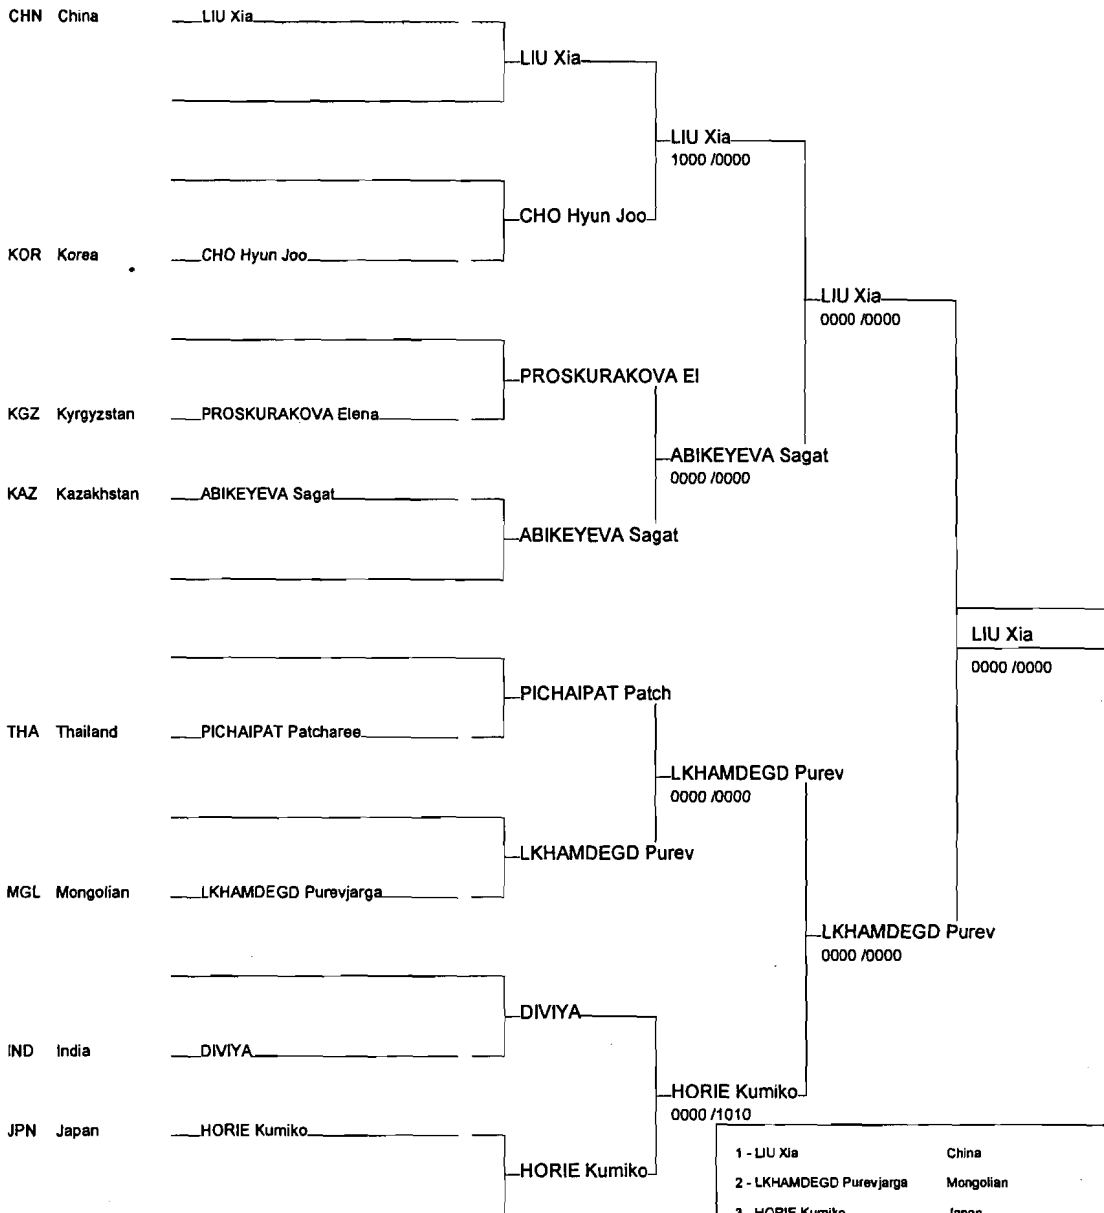 CHN China LIU Xia
LIU Xia
LIU Xia
1000 /0000
CHO Hyun Joo
KOR Korea CHO Hyun Joo
LIU Xia
0000 /0000
PROSKURAKOVA El
KGZ Kyrgyzstan PROSKURAKOVA Elena
ABIKEYEVA Sagat
0000 /0000
KAZ Kazakhstan ABIKEYEVA Sagat
ABIKEYEVA Sagat
LIU Xia
0000 /0000
PICHAIPAT Patch
THA Thailand PICHAIPAT Patcharee
LKHAMDEGD Purev
0000 /0000
LKHAMDEGD Purev
MGL Mongolian LKHAMDEGD Purevjarga
LKHAMDEGD Purev
0000 /0000
DIVIYA
IND India DIVIYA
HORIE Kumiko
0000 /1010
JPN Japan HORIE Kumiko
HORIE Kumiko
1 - LIU Xia China
2 - LKHAMDEGD Purevjarga Mongolian
3 - HORIE Kumiko Japan